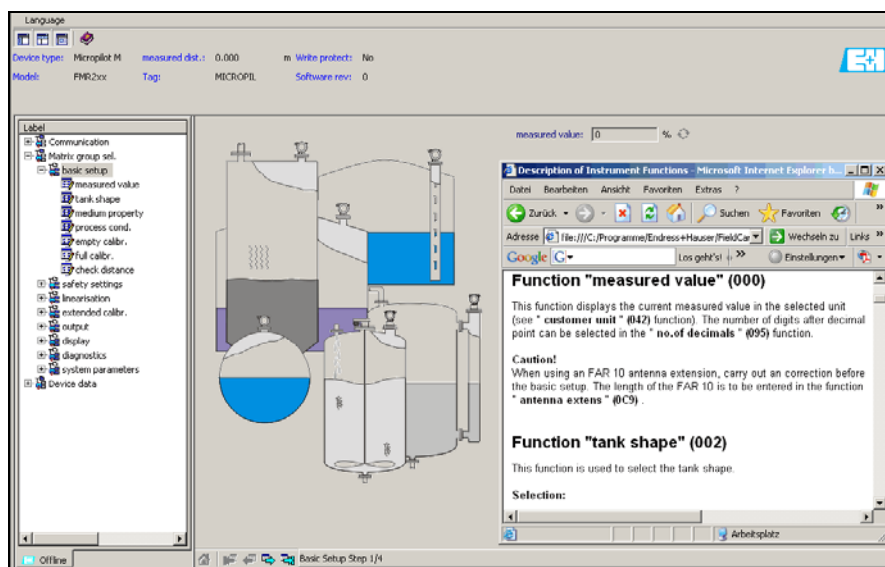 Language
Device type: Micropilot M measured dist.: 0.000 m Write protect: No
Model: FMR2xx Tag: MICROPIL Software rev: 0
E+H
Label
Communication
Matrix group sel.
basic setup
measured value
tank shape
medium property
process cond.
empty calibr.
full calibr.
check distance
safety settings
linearisation
extended calibr.
output
display
diagnostics
system parameters
Device data
Offline
measured value: 0 %
Description of Instrument Functions - Microsoft Internet Explorer b...
Datei Bearbeiten Ansicht Favoriten Extras ?
Zurück Suchen Favoriten »
Adresse file:///C:/Programme/Endress+Hauser/FieldCar Wechseln zu Links »
Google G Los geht's! » Einstellungen
Function "measured value" (000)
This function displays the current measured value in the selected unit
(see " customer unit " (042) function). The number of digits after decimal
point can be selected in the " no.of decimals " (095) function.
Caution!
When using an FAR 10 antenna extension, carry out an correction before
the basic setup. The length of the FAR 10 is to be entered in the function
" antenna extens " (0C9) .
Function "tank shape" (002)
This function is used to select the tank shape.
Selection:
Arbeitsplatz
Basic Setup Step 1/4